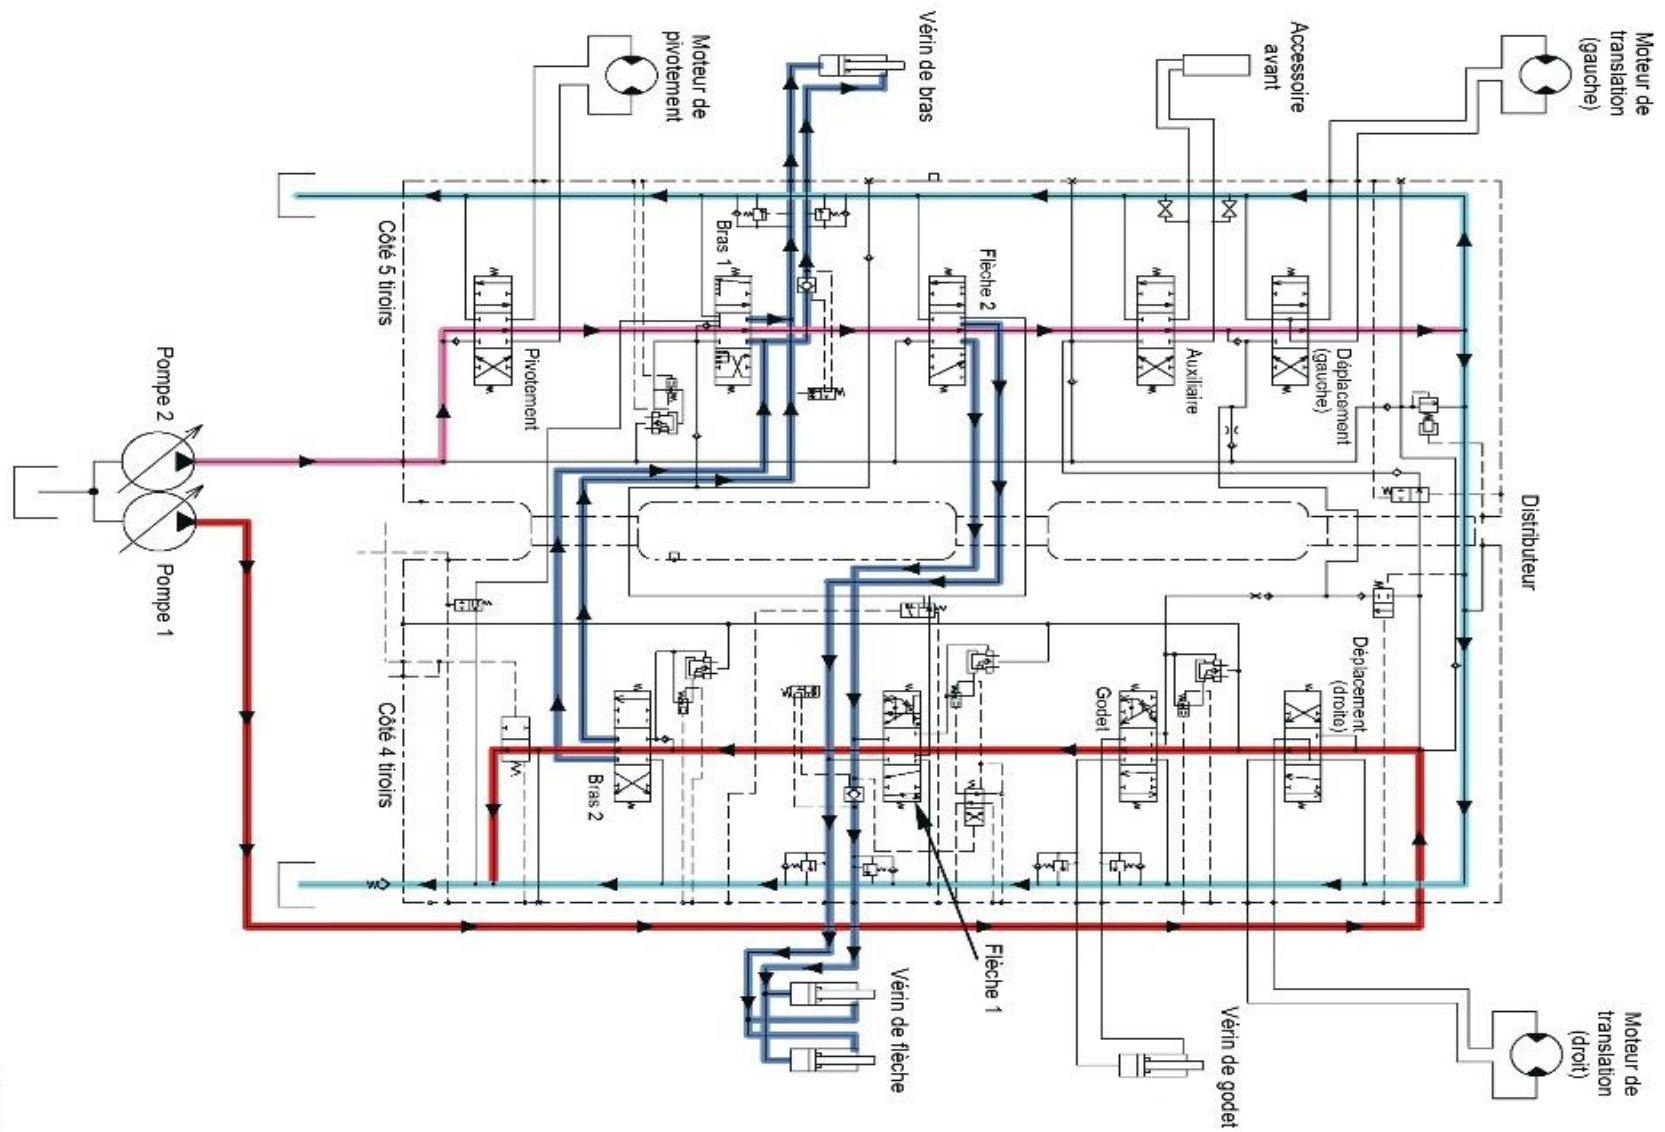 Moteur de
pivotement
Vérin de bras
Accessoire
avant
Moteur de
translation
(gauche)
Côté 5 tiroirs
Bras 1
Flèche 2
Pivotement
Auxiliaire
Déplacement
(gauche)
Pompe 2
Pompe 1
Distributeur
Côté 4 tiroirs
Bras 2
Godet
Déplacement
(droite)
Flèche 1
Vérin de flèche
Vérin de godet
Moteur de
translation
(droit)